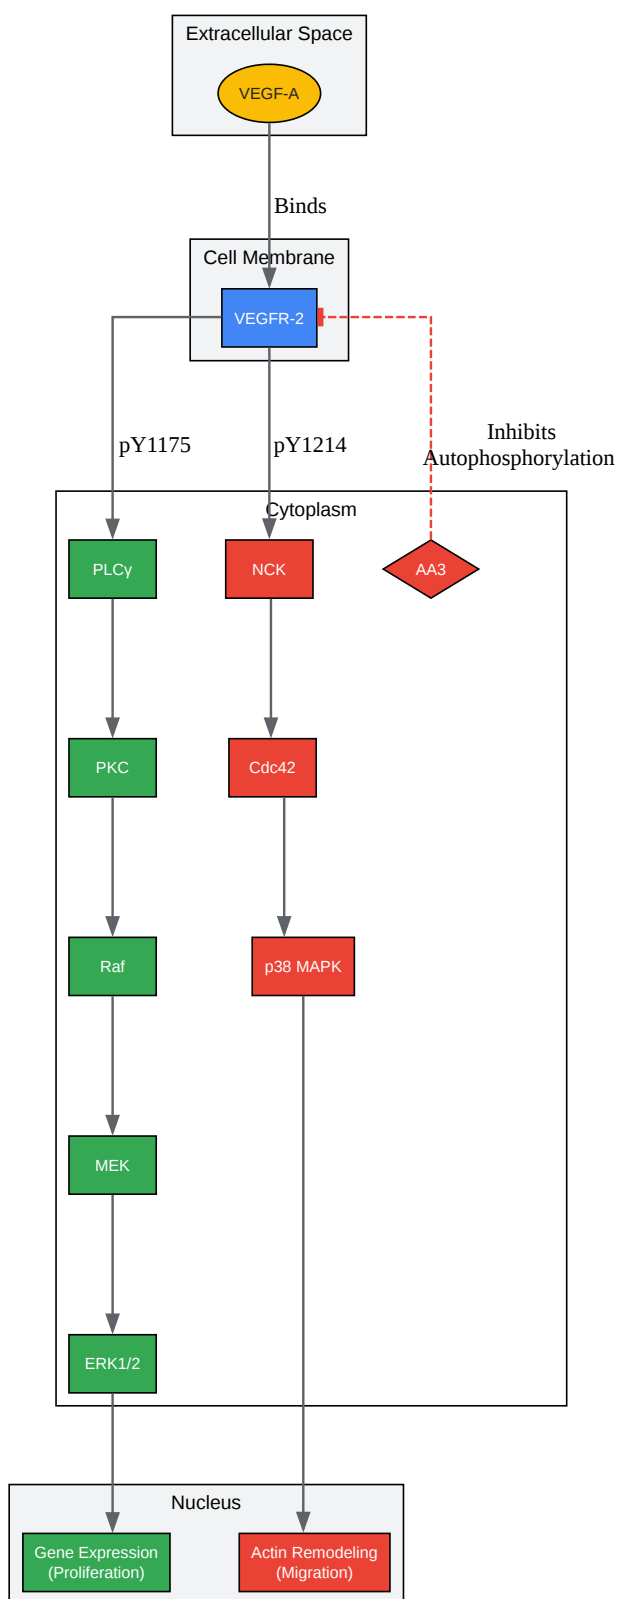 Extracellular Space
VEGF-A
Binds
Cell Membrane
VEGFR-2
pY1175
pY1214
Inhibits
Autophosphorylation
Cytoplasm
PLCγ
NCK
AA3
PKC
Cdc42
Raf
p38 MAPK
MEK
ERK1/2
Nucleus
Gene Expression
(Proliferation)
Actin Remodeling
(Migration)